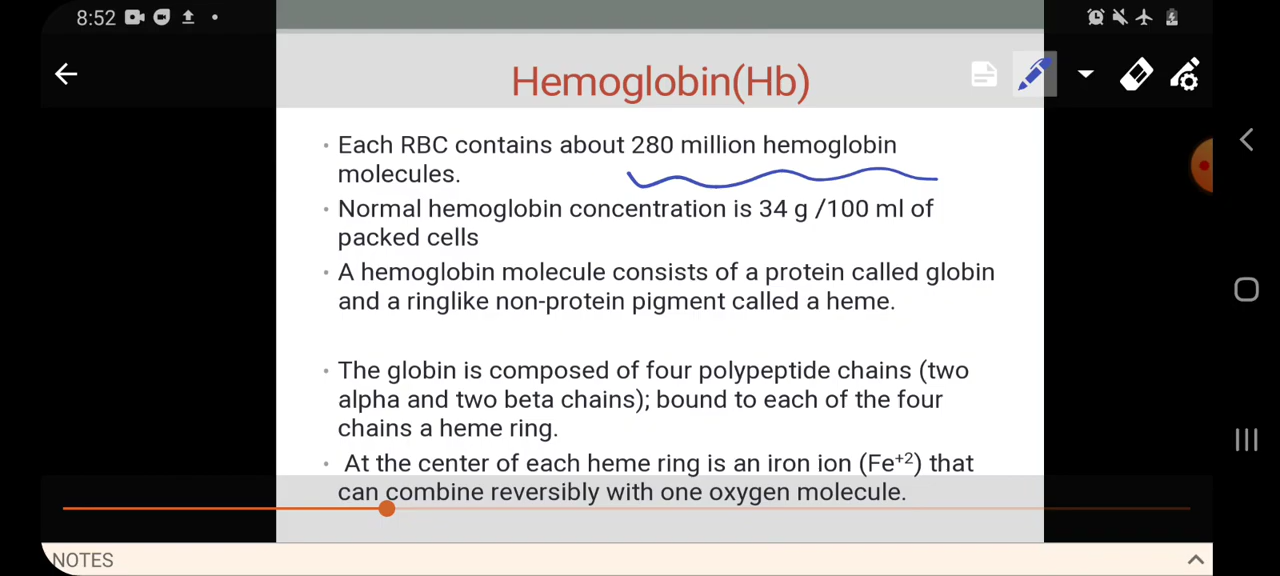 8:52
Hemoglobin(Hb)
• Each RBC contains about 280 million hemoglobin
molecules.
• Normal hemoglobin concentration is 34 g /100 ml of
packed cells
• A hemoglobin molecule consists of a protein called globin
and a ringlike non-protein pigment called a heme.
• The globin is composed of four polypeptide chains (two
alpha and two beta chains); bound to each of the four
chains a heme ring.
• At the center of each heme ring is an iron ion (Fe⁺²) that
can combine reversibly with one oxygen molecule.
NOTES